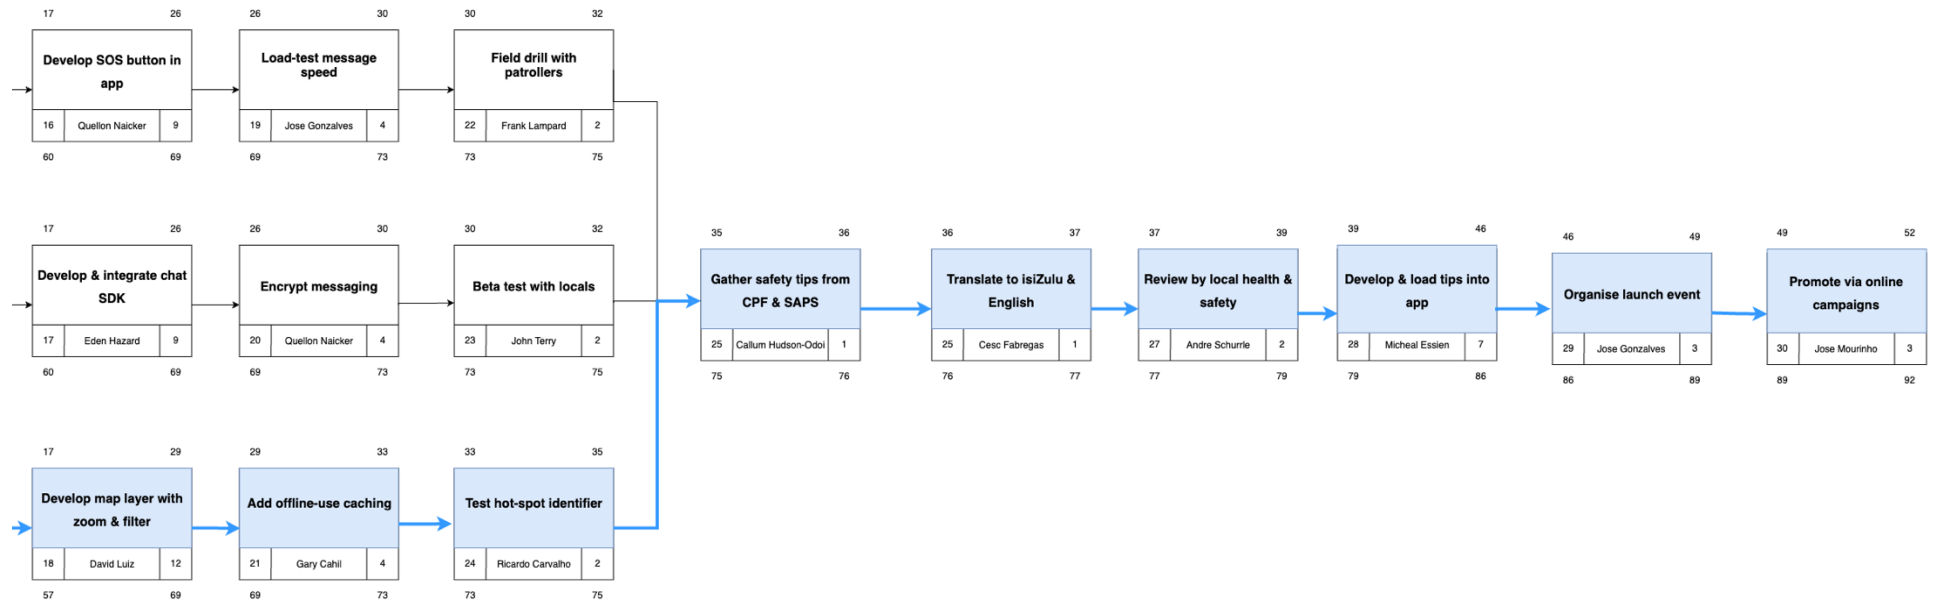 17 26 26 30 30 32
Develop SOS button in
app
Load-test message
speed
Field drill with
patrollers
16 Quellon Naicker 9
19 Jose Gonzalves 4
22 Frank Lampard 2
60 69 69 73 73 75
17 26 26 30 30 32
Develop & integrate chat
SDK
Encrypt messaging
Beta test with locals
17 Eden Hazard 9
20 Quellon Naicker 4
23 John Terry 2
60 69 69 73 73 75
35 36
Gather safety tips from
CPF & SAPS
25 Callum Hudson-Odoi 1
75 76
36 37
Translate to isiZulu &
English
25 Cesc Fabregas 1
76 77
37 39
Review by local health &
safety
27 Andre Schurrle 2
77 79
39 46
Develop & load tips into
app
28 Micheal Essien 7
79 86
46 49
Organise launch event
29 Jose Gonzalves 3
86 89
49 52
Promote via online
campaigns
30 Jose Mourinho 3
89 92
17 29 29 33 33 35
Develop map layer with
zoom & filter
Add offline-use caching
Test hot-spot identifier
18 David Luiz 12
21 Gary Cahil 4
24 Ricardo Carvalho 2
57 69 69 73 73 75